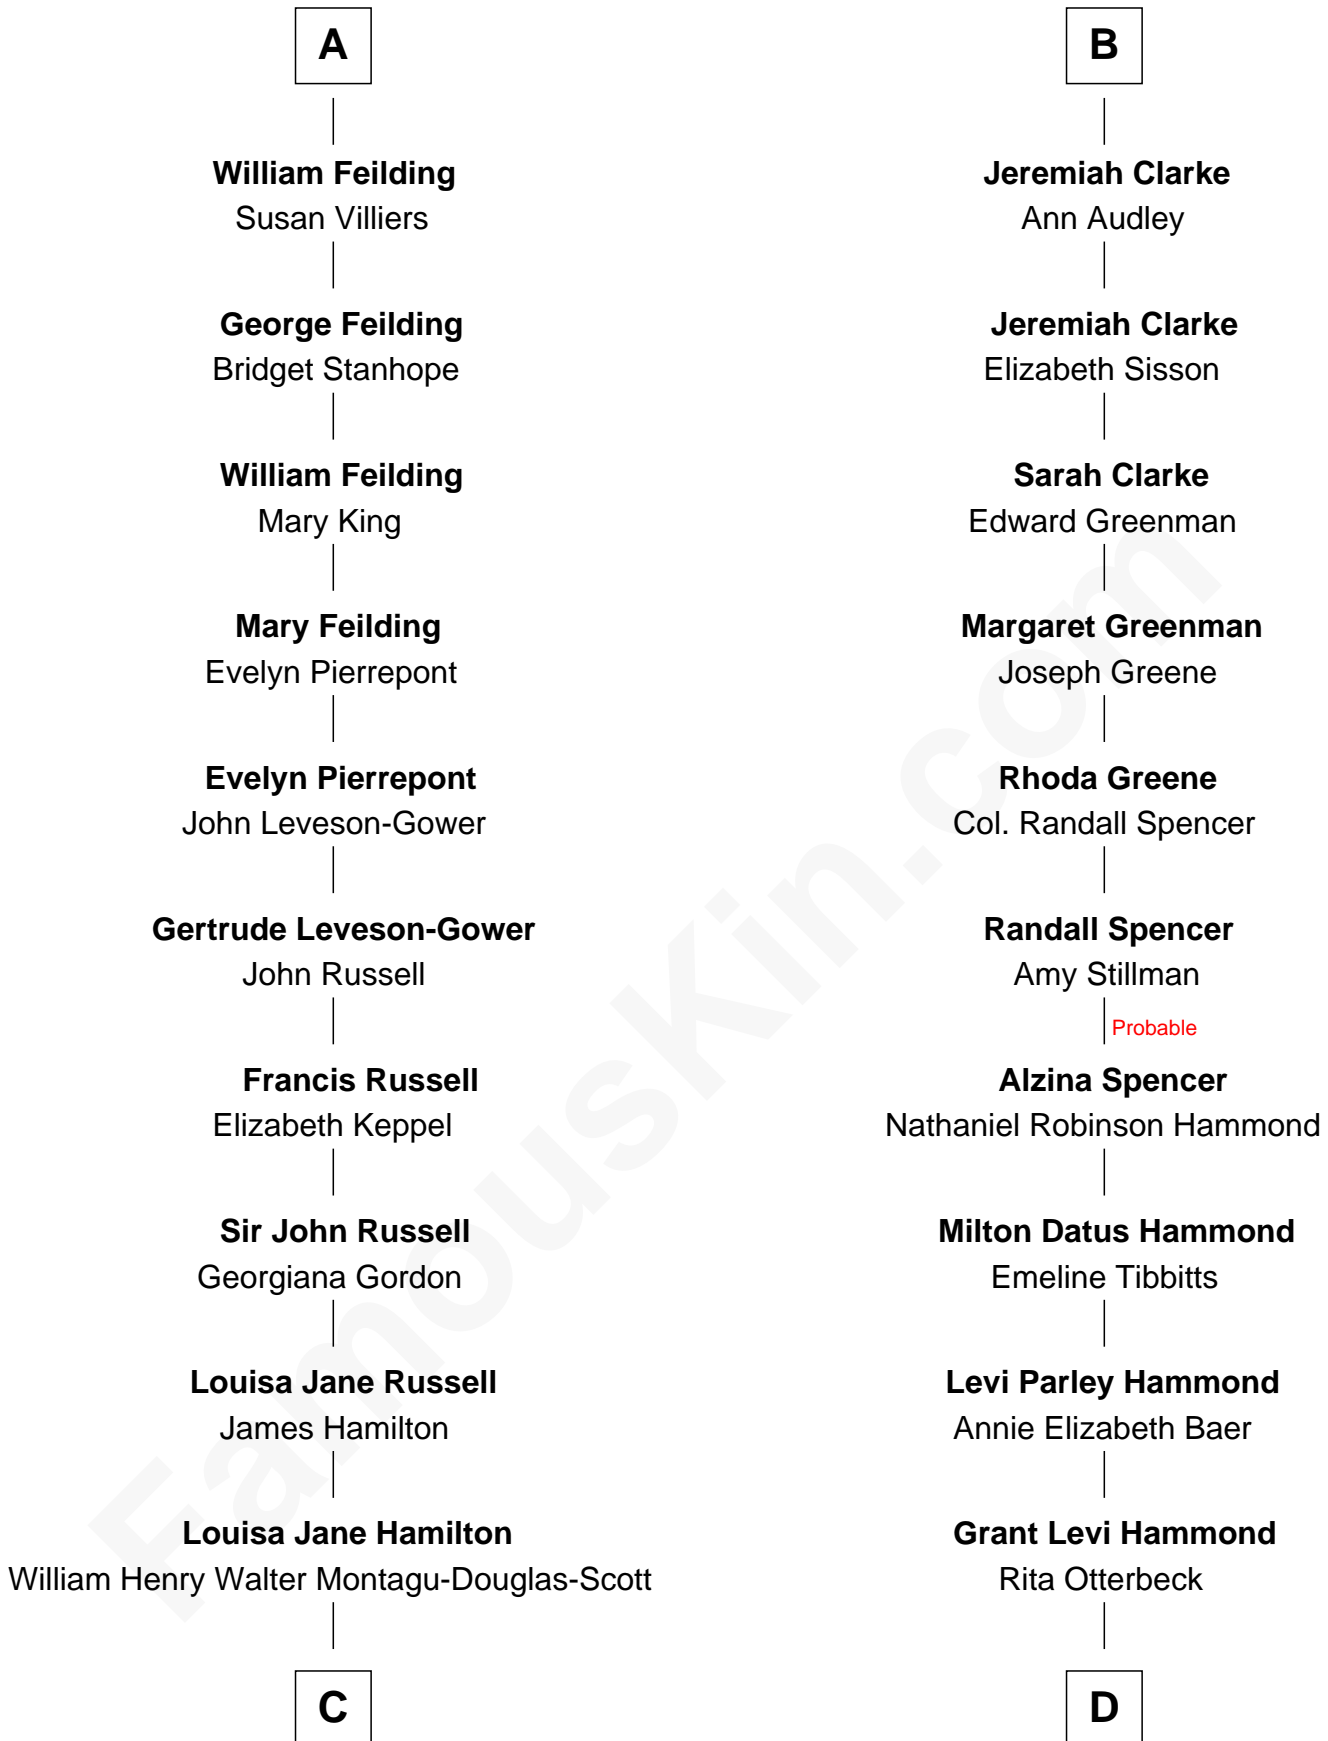 A
William Feilding
Susan Villiers
George Feilding
Bridget Stanhope
William Feilding
Mary King
Mary Feilding
Evelyn Pierrepont
Evelyn Pierrepont
John Leveson-Gower
Gertrude Leveson-Gower
John Russell
Francis Russell
Elizabeth Keppel
Sir John Russell
Georgiana Gordon
Louisa Jane Russell
James Hamilton
Louisa Jane Hamilton
William Henry Walter Montagu-Douglas-Scott
C
B
Jeremiah Clarke
Ann Audley
Jeremiah Clarke
Elizabeth Sisson
Sarah Clarke
Edward Greenman
Margaret Greenman
Joseph Greene
Rhoda Greene
Col. Randall Spencer
Randall Spencer
Amy Stillman
Probable
Alzina Spencer
Nathaniel Robinson Hammond
Milton Datus Hammond
Emeline Tibbitts
Levi Parley Hammond
Annie Elizabeth Baer
Grant Levi Hammond
Rita Otterbeck
D
FamousKin.com